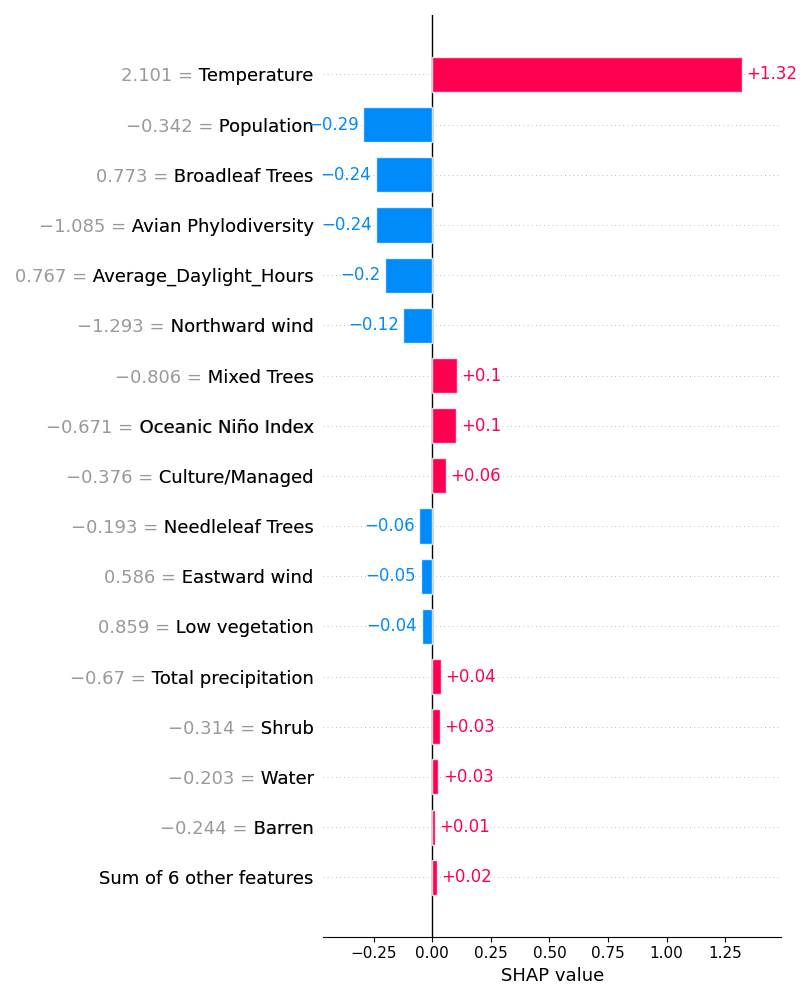 2.101 = Temperature +1.32
−0.342 = Population −0.29
0.773 = Broadleaf Trees −0.24
−1.085 = Avian Phylodiversity −0.24
0.767 = Average_Daylight_Hours −0.2
−1.293 = Northward wind −0.12
−0.806 = Mixed Trees +0.1
−0.671 = Oceanic Niño Index +0.1
−0.376 = Culture/Managed +0.06
−0.193 = Needleleaf Trees −0.06
0.586 = Eastward wind −0.05
0.859 = Low vegetation −0.04
−0.67 = Total precipitation +0.04
−0.314 = Shrub +0.03
−0.203 = Water +0.03
−0.244 = Barren +0.01
Sum of 6 other features +0.02
−0.25 0.00 0.25 0.50 0.75 1.00 1.25
SHAP value